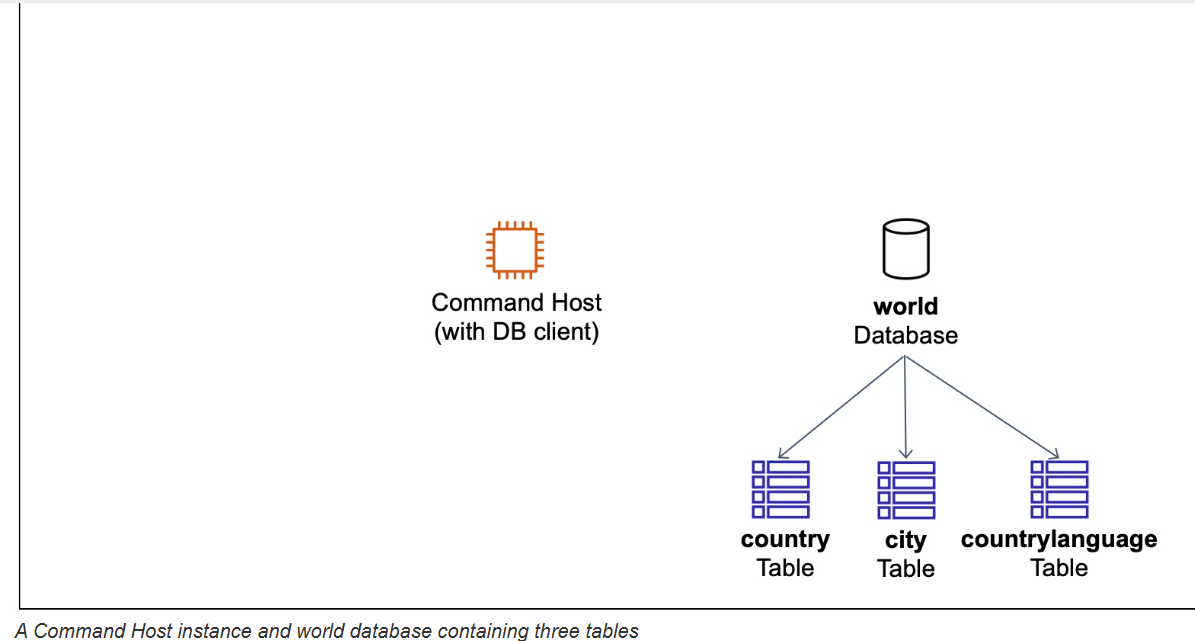 Command Host
(with DB client)
world
Database
country
Table
city
Table
countrylanguage
Table
A Command Host instance and world database containing three tables